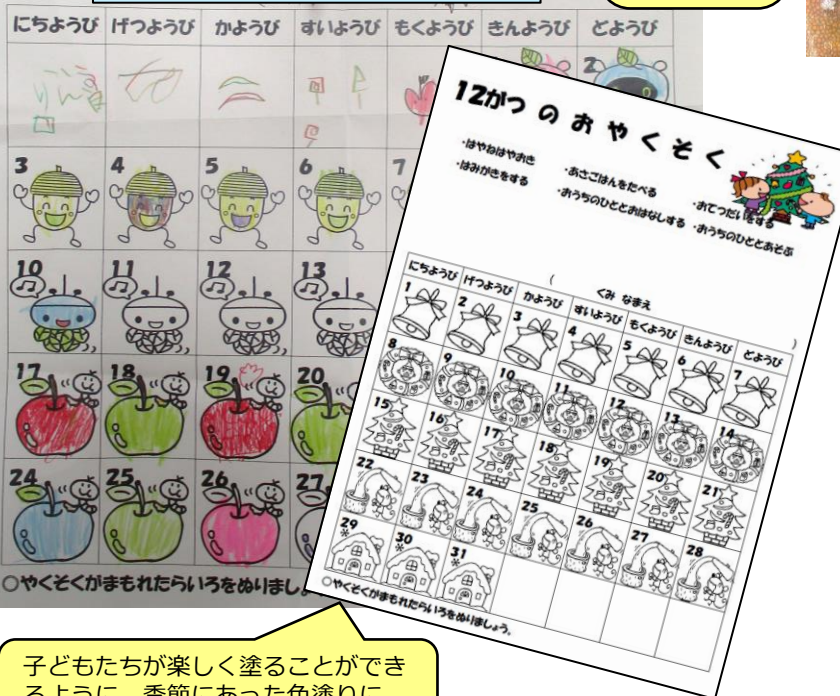 にちようび げつようび かようび すいようび もくようび きんようび どようび
りんご
2
3 4 5 6 7
10 11 12 13
17 18 19 20
24 25 26 27
○やくそくがまもれたらいろをぬりまし
12がつ の おやくそく
・はやねはやおき ・あさごはんをたべる ・おてつだいをする
・はみがきをする ・おうちのひととおはなしする ・おうちのひととあそぶ
( くみ なまえ )
にちようび げつようび かようび すいようび もくようび きんようび どようび
1 2 3 4 5 6 7
8 9 10 11 12 13 14
15 16 17 18 19 20 21
22 23 24 25 26 27 28
29 30 31
○やくそくがまもれたらいろをぬりましょう。
子どもたちが楽しく塗ることができ
るように、季節にあった色塗りに